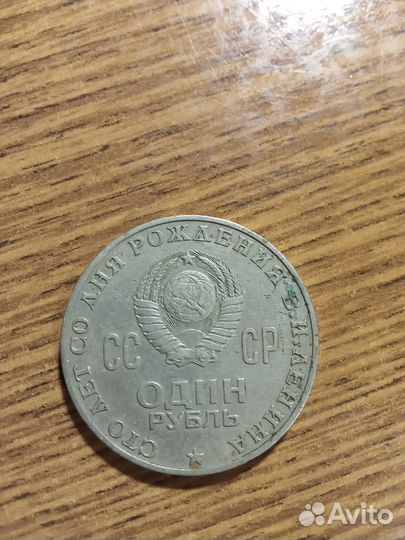 СТО ЛЕТ СО ДНЯ РОЖДЕНИЯ В.И.ЛЕНИНА
СС СР
ОДИН
РУБЛЬ
Avito